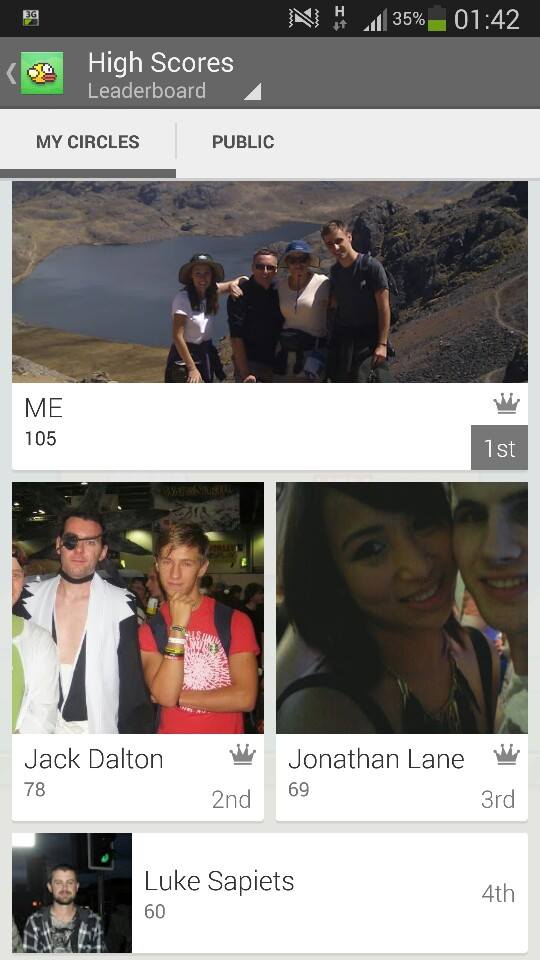 3G
H
35%
01:42
High Scores
Leaderboard
MY CIRCLES
PUBLIC
ME
105
1st
Jack Dalton
78
2nd
Jonathan Lane
69
3rd
Luke Sapiets
60
4th